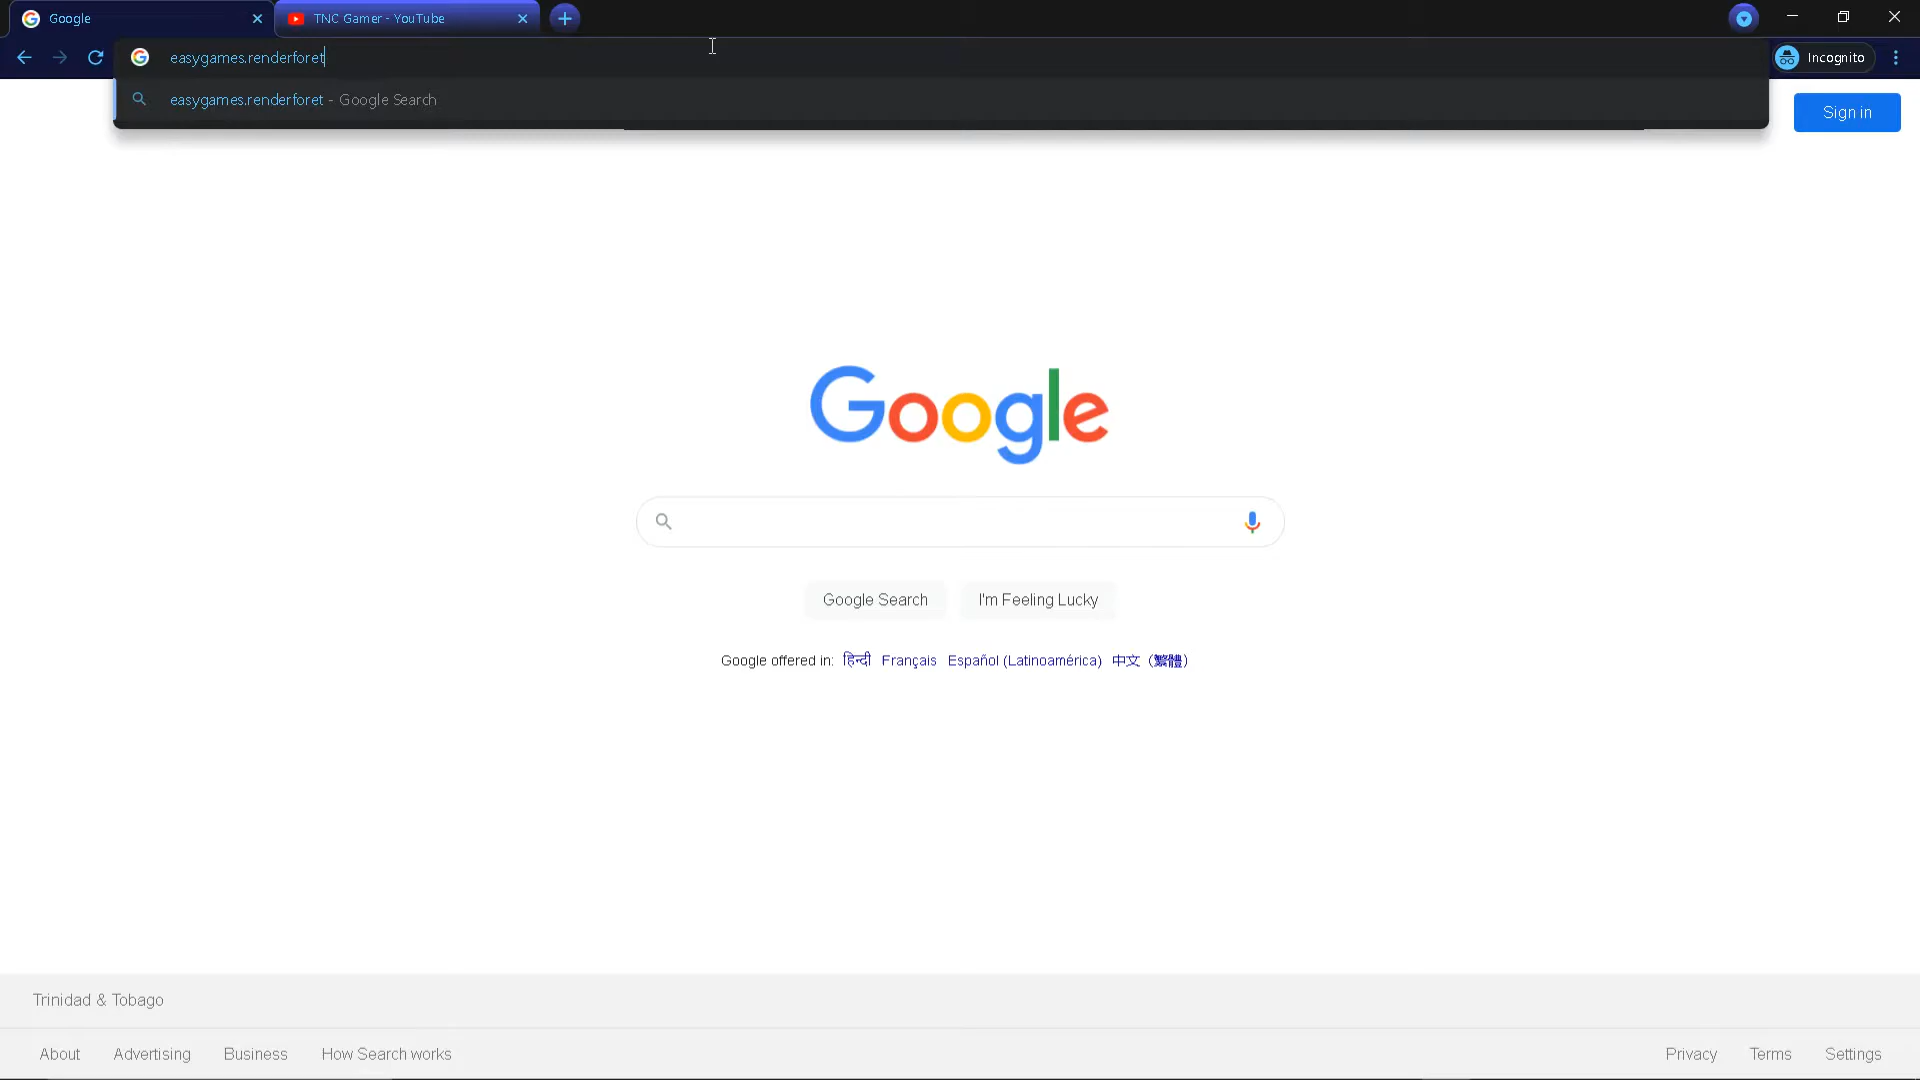 Google
TNC Gamer - YouTube
easygames.renderforet
Incognito
easygames.renderforet - Google Search
Sign in
Google
Google Search
I'm Feeling Lucky
Google offered in: हिन्दी Français Español (Latinoamérica) 中文 (繁體)
Trinidad & Tobago
About Advertising Business How Search works
Privacy Terms Settings